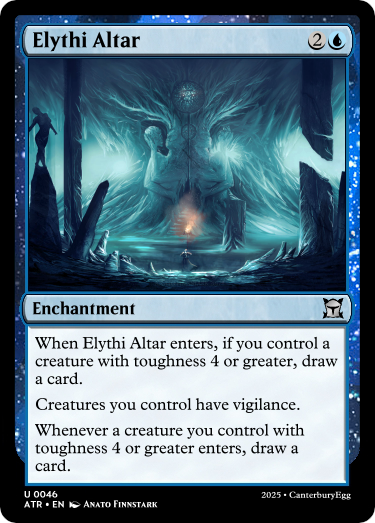 Elythi Altar 2
Enchantment
When Elythi Altar enters, if you control a
creature with toughness 4 or greater, draw
a card.
Creatures you control have vigilance.
Whenever a creature you control with
toughness 4 or greater enters, draw a
card.
U 0046
ATR • EN Anato Finnstark
2025 • CanterburyEgg